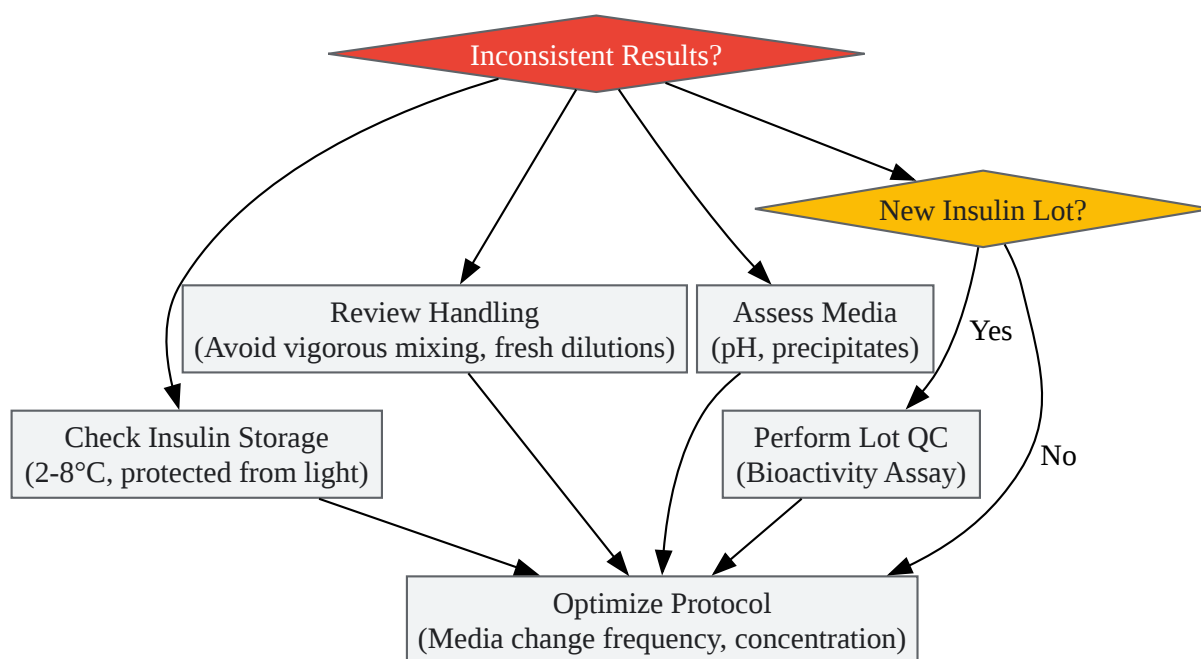 Inconsistent Results?
New Insulin Lot?
Review Handling
(Avoid vigorous mixing, fresh dilutions)
Assess Media
(pH, precipitates)
Yes
Check Insulin Storage
(2-8°C, protected from light)
Perform Lot QC
(Bioactivity Assay)
No
Optimize Protocol
(Media change frequency, concentration)